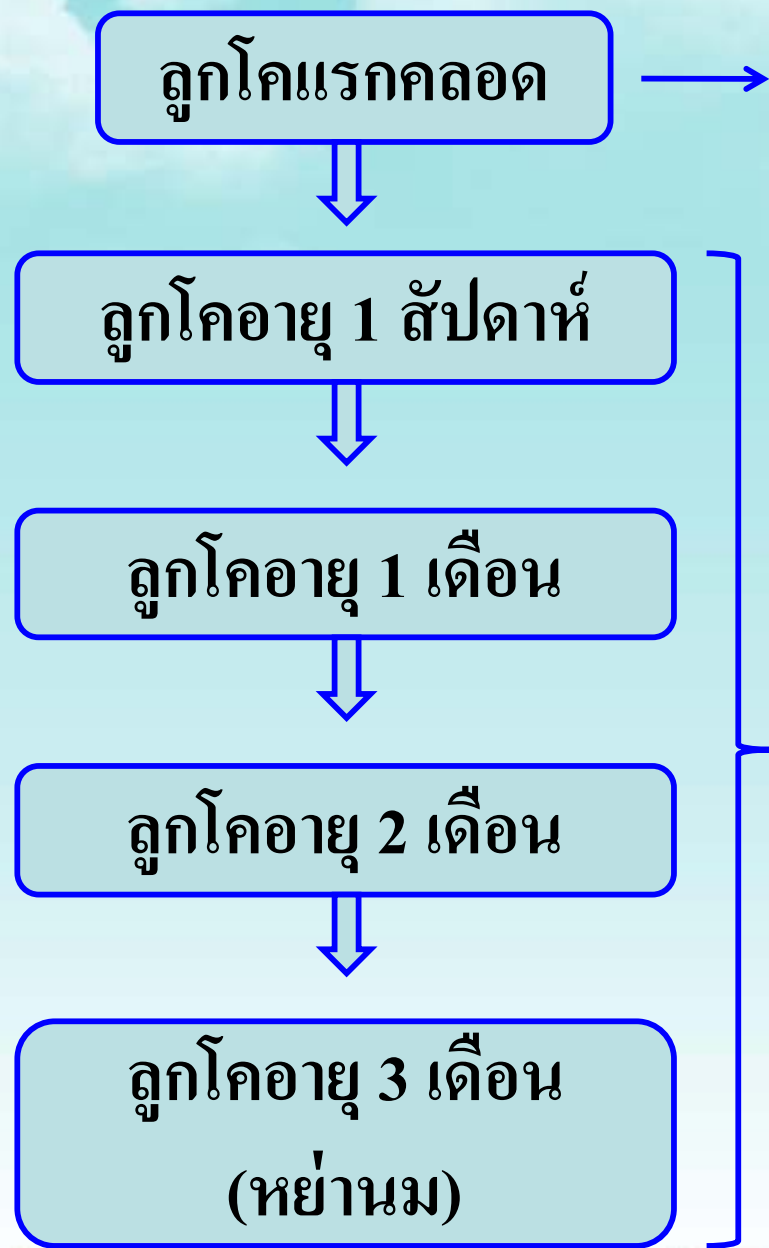 ลูกโคแรกคลอด
ลูกโคอายุ 1 สัปดาห์
ลูกโคอายุ 1 เดือน
ลูกโคอายุ 2 เดือน
ลูกโคอายุ 3 เดือน
(หย่านม)